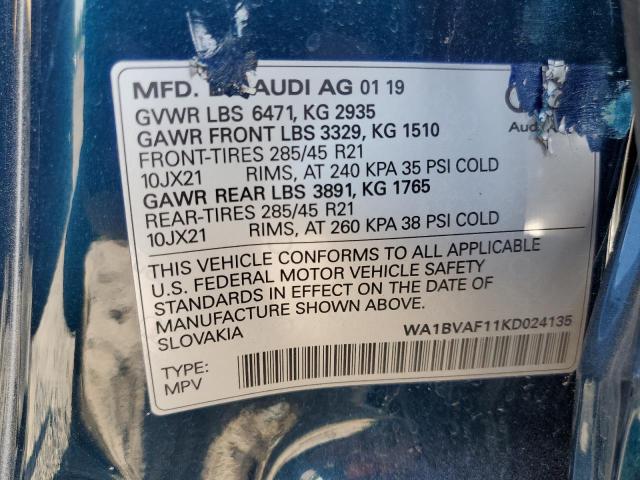 MFD. AUDI AG 01 19
GVWR LBS 6471, KG 2935
GAWR FRONT LBS 3329, KG 1510
FRONT-TIRES 285/45 R21
10JX21 RIMS, AT 240 KPA 35 PSI COLD
GAWR REAR LBS 3891, KG 1765
REAR-TIRES 285/45 R21
10JX21 RIMS, AT 260 KPA 38 PSI COLD
THIS VEHICLE CONFORMS TO ALL APPLICABLE
U.S. FEDERAL MOTOR VEHICLE SAFETY
STANDARDS IN EFFECT ON THE DATE OF
MANUFACTURE SHOWN ABOVE.
SLOVAKIA WA1BVAF11KD024135
TYPE:
MPV